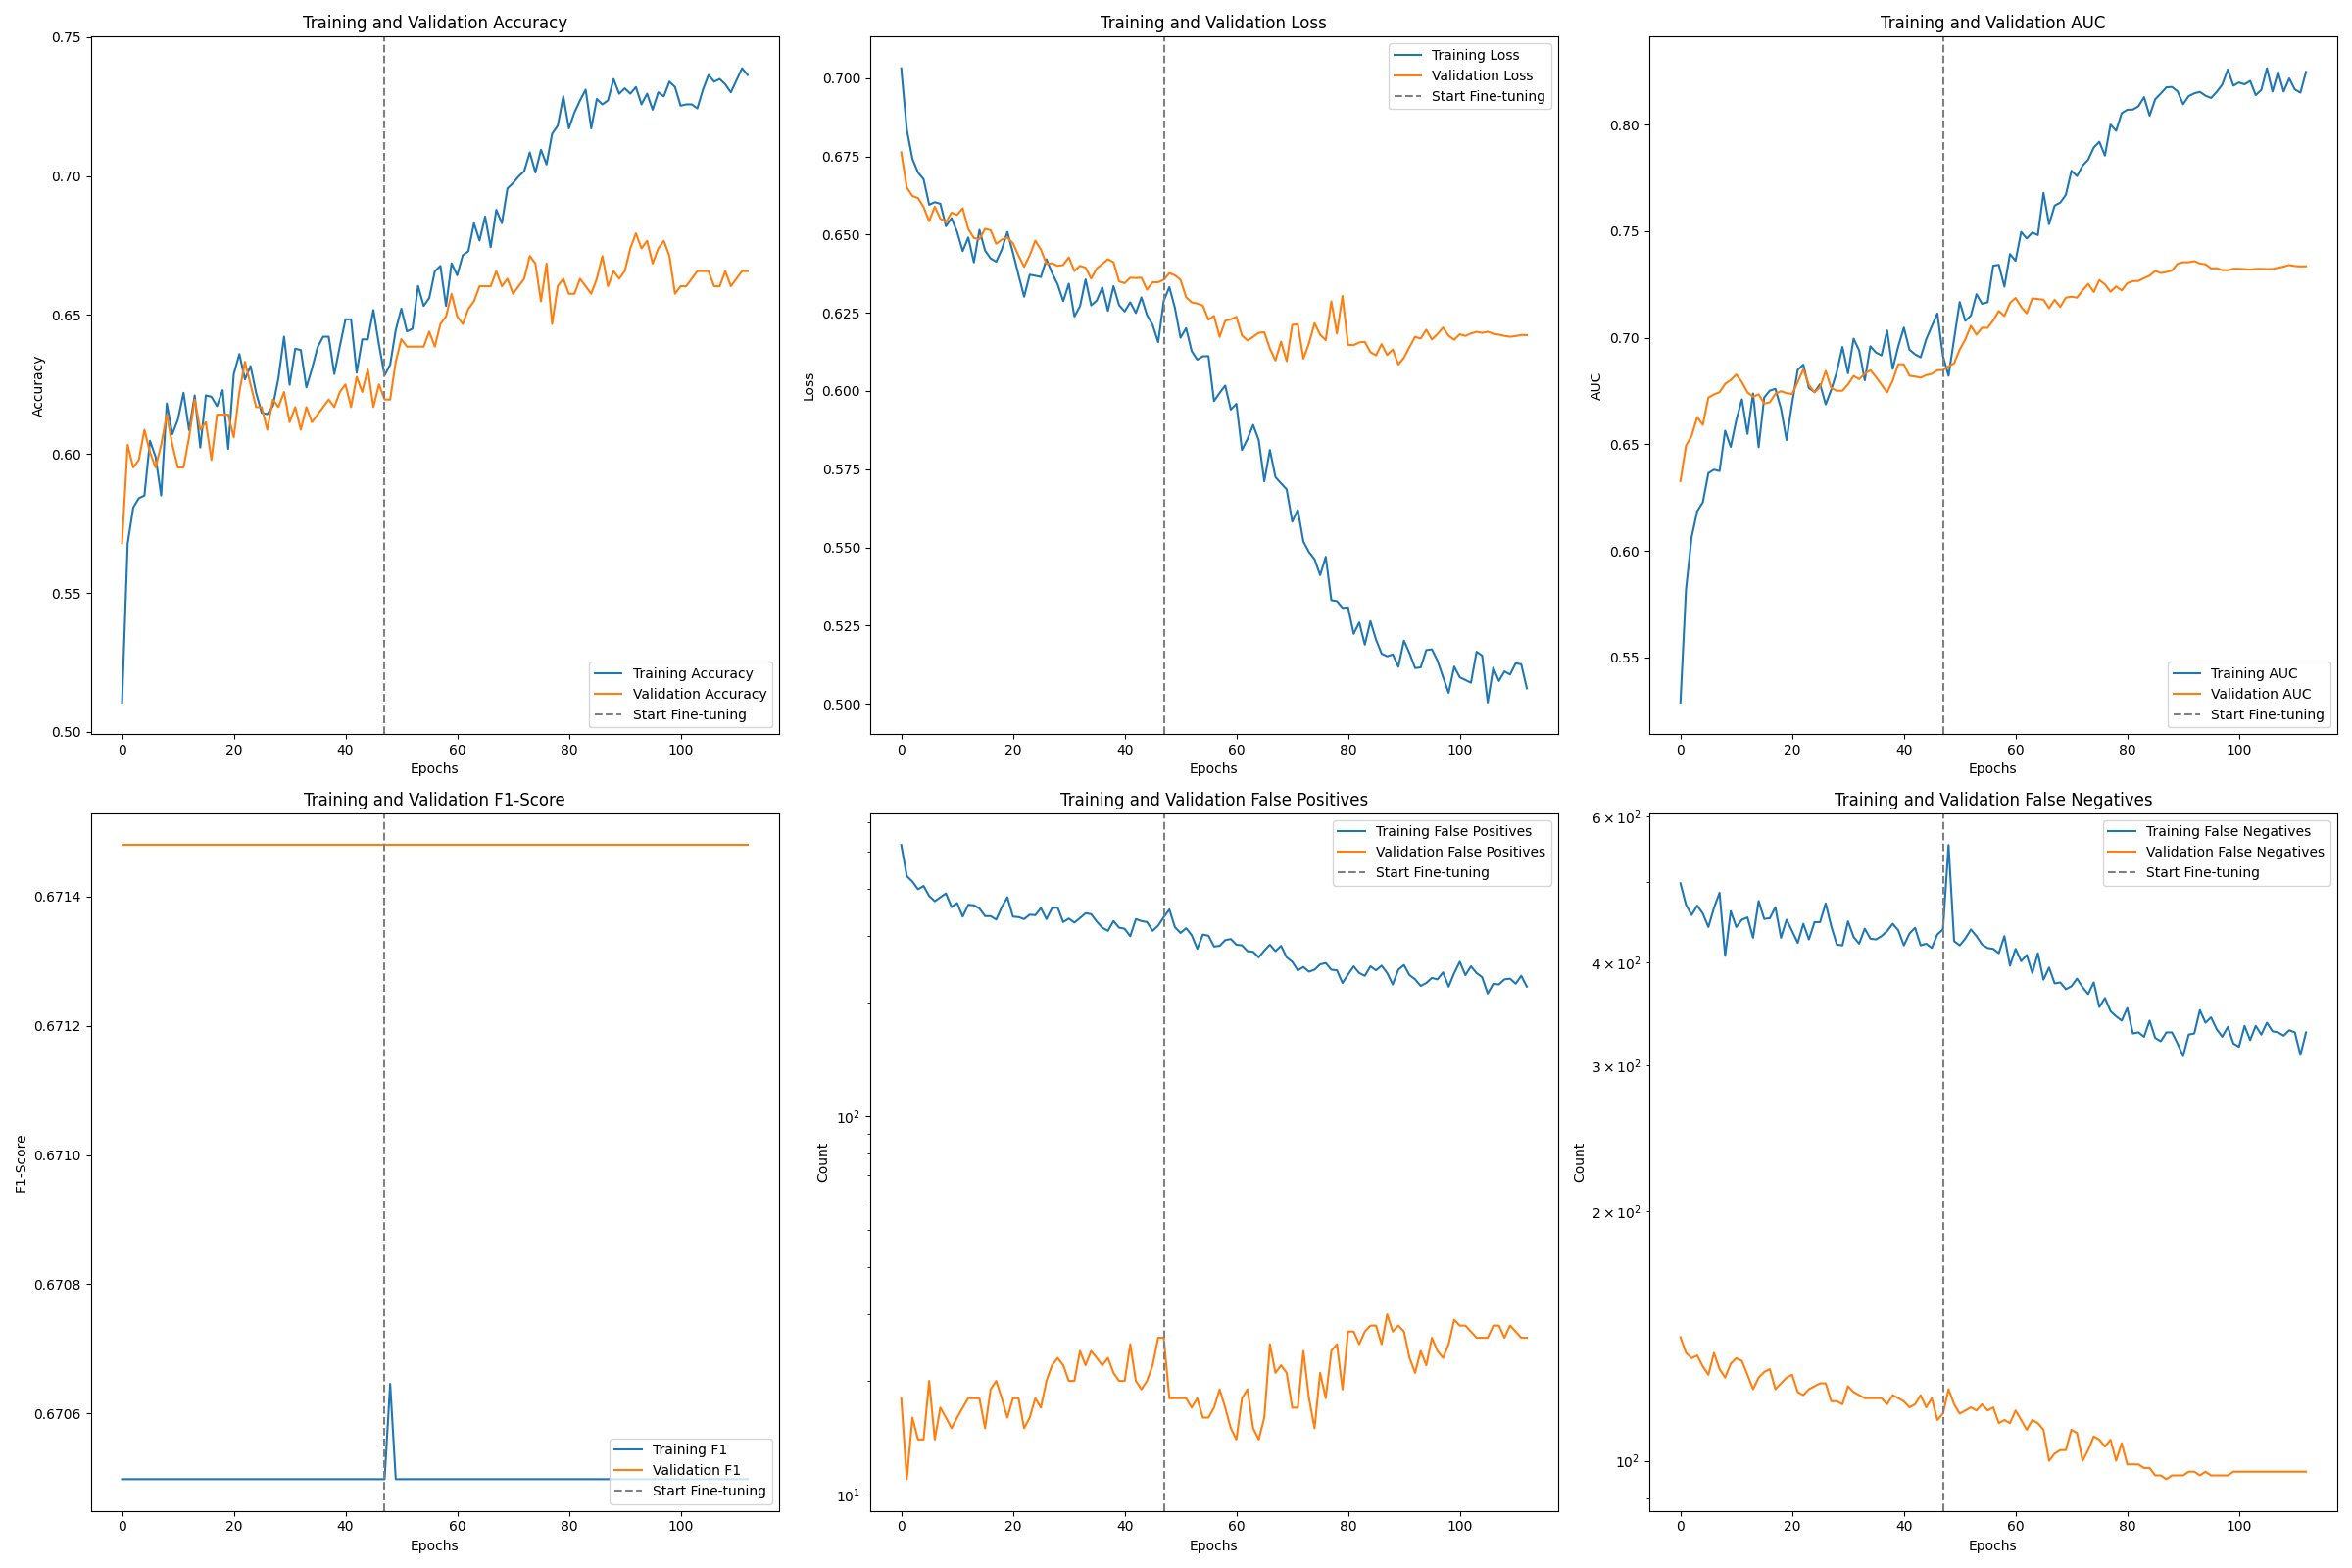 Training and Validation Accuracy
0.75
0.70
0.65
0.60
0.55
0.50
Accuracy
0
20
40
60
80
100
Epochs
Training Accuracy
Validation Accuracy
Start Fine-tuning
Training and Validation Loss
0.700
0.675
0.650
0.625
0.600
0.575
0.550
0.525
0.500
Loss
0
20
40
60
80
100
Epochs
Training Loss
Validation Loss
Start Fine-tuning
Training and Validation AUC
0.80
0.75
0.70
0.65
0.60
0.55
AUC
0
20
40
60
80
100
Epochs
Training AUC
Validation AUC
Start Fine-tuning
Training and Validation F1-Score
0.6714
0.6712
0.6710
0.6708
0.6706
F1-Score
0
20
40
60
80
100
Epochs
Training F1
Validation F1
Start Fine-tuning
Training and Validation False Positives
10²
10¹
Count
0
20
40
60
80
100
Epochs
Training False Positives
Validation False Positives
Start Fine-tuning
Training and Validation False Negatives
6 × 10²
4 × 10²
3 × 10²
2 × 10²
10²
Count
0
20
40
60
80
100
Epochs
Training False Negatives
Validation False Negatives
Start Fine-tuning